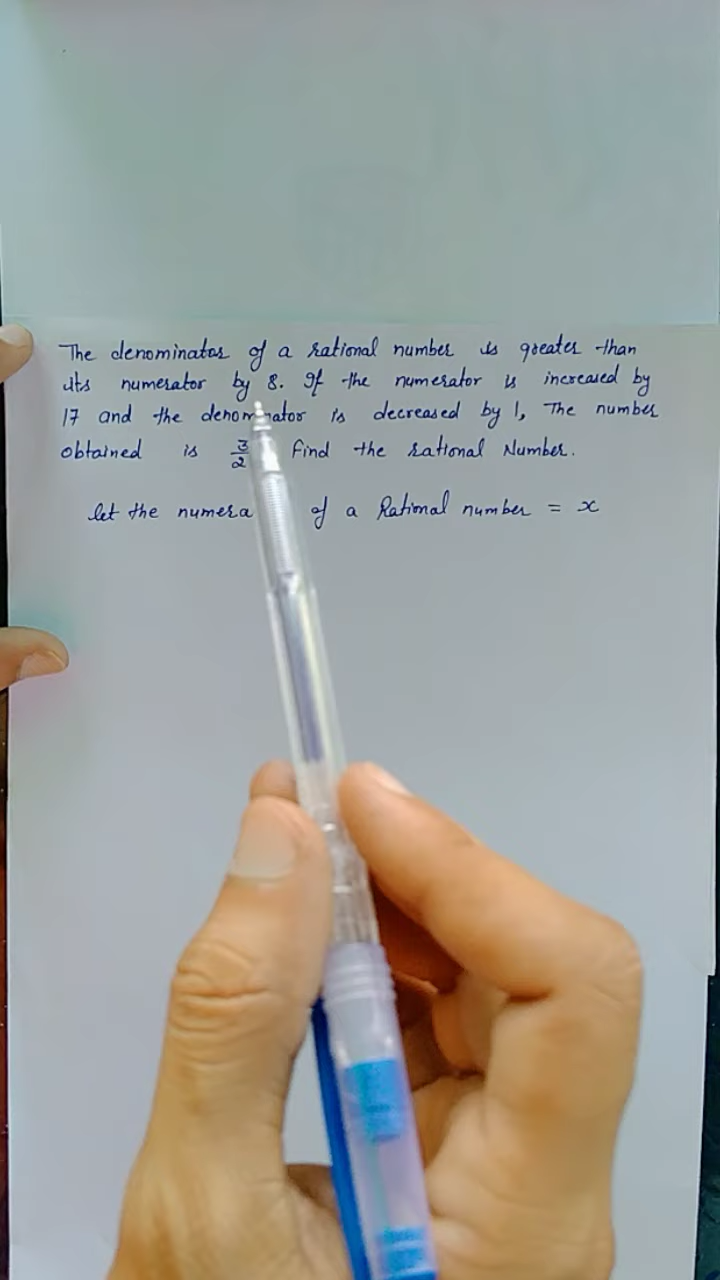 The denominator of a rational number is greater than
its numerator by 8. If the numerator is increased by
17 and the denominator is decreased by 1, The number
obtained is 3/2 Find the rational Number.
let the numera of a Rational number = x